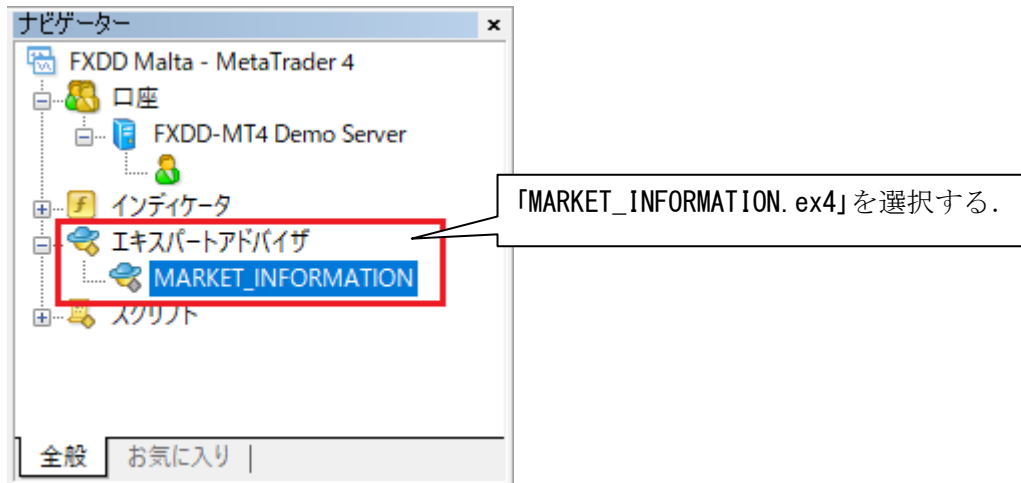 ナビゲーター
FXDD Malta - MetaTrader 4
口座
FXDD-MT4 Demo Server
インディケータ
「MARKET_INFORMATION.ex4」を選択する.
エキスパートアドバイザ
MARKET_INFORMATION
スクリプト
全般 お気に入り